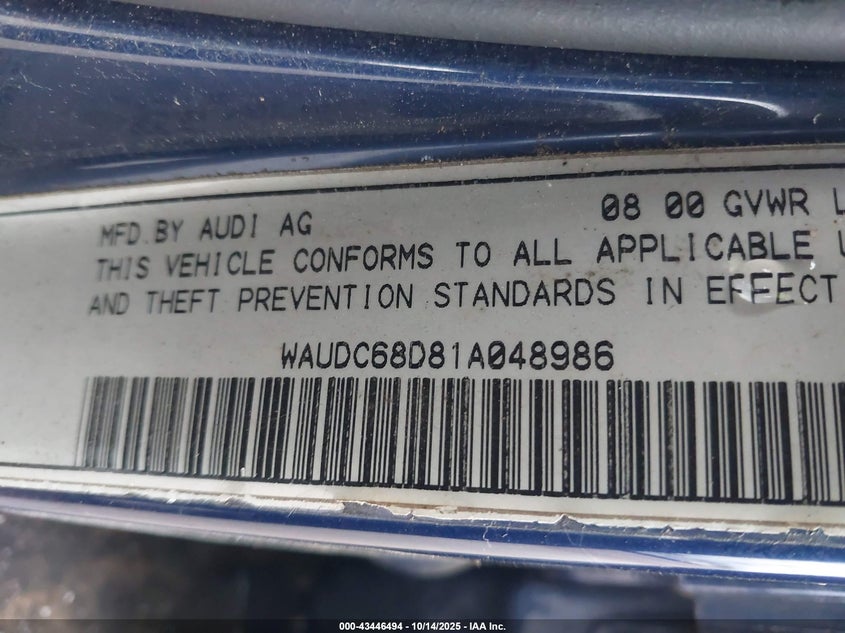 MFD. BY AUDI AG 08 00 GVWR
THIS VEHICLE CONFORMS TO ALL APPLICABLE
AND THEFT PREVENTION STANDARDS IN EFFECT
WAUDC68D81A048986
000-43446494 | 10/14/2025 | IAA Inc.